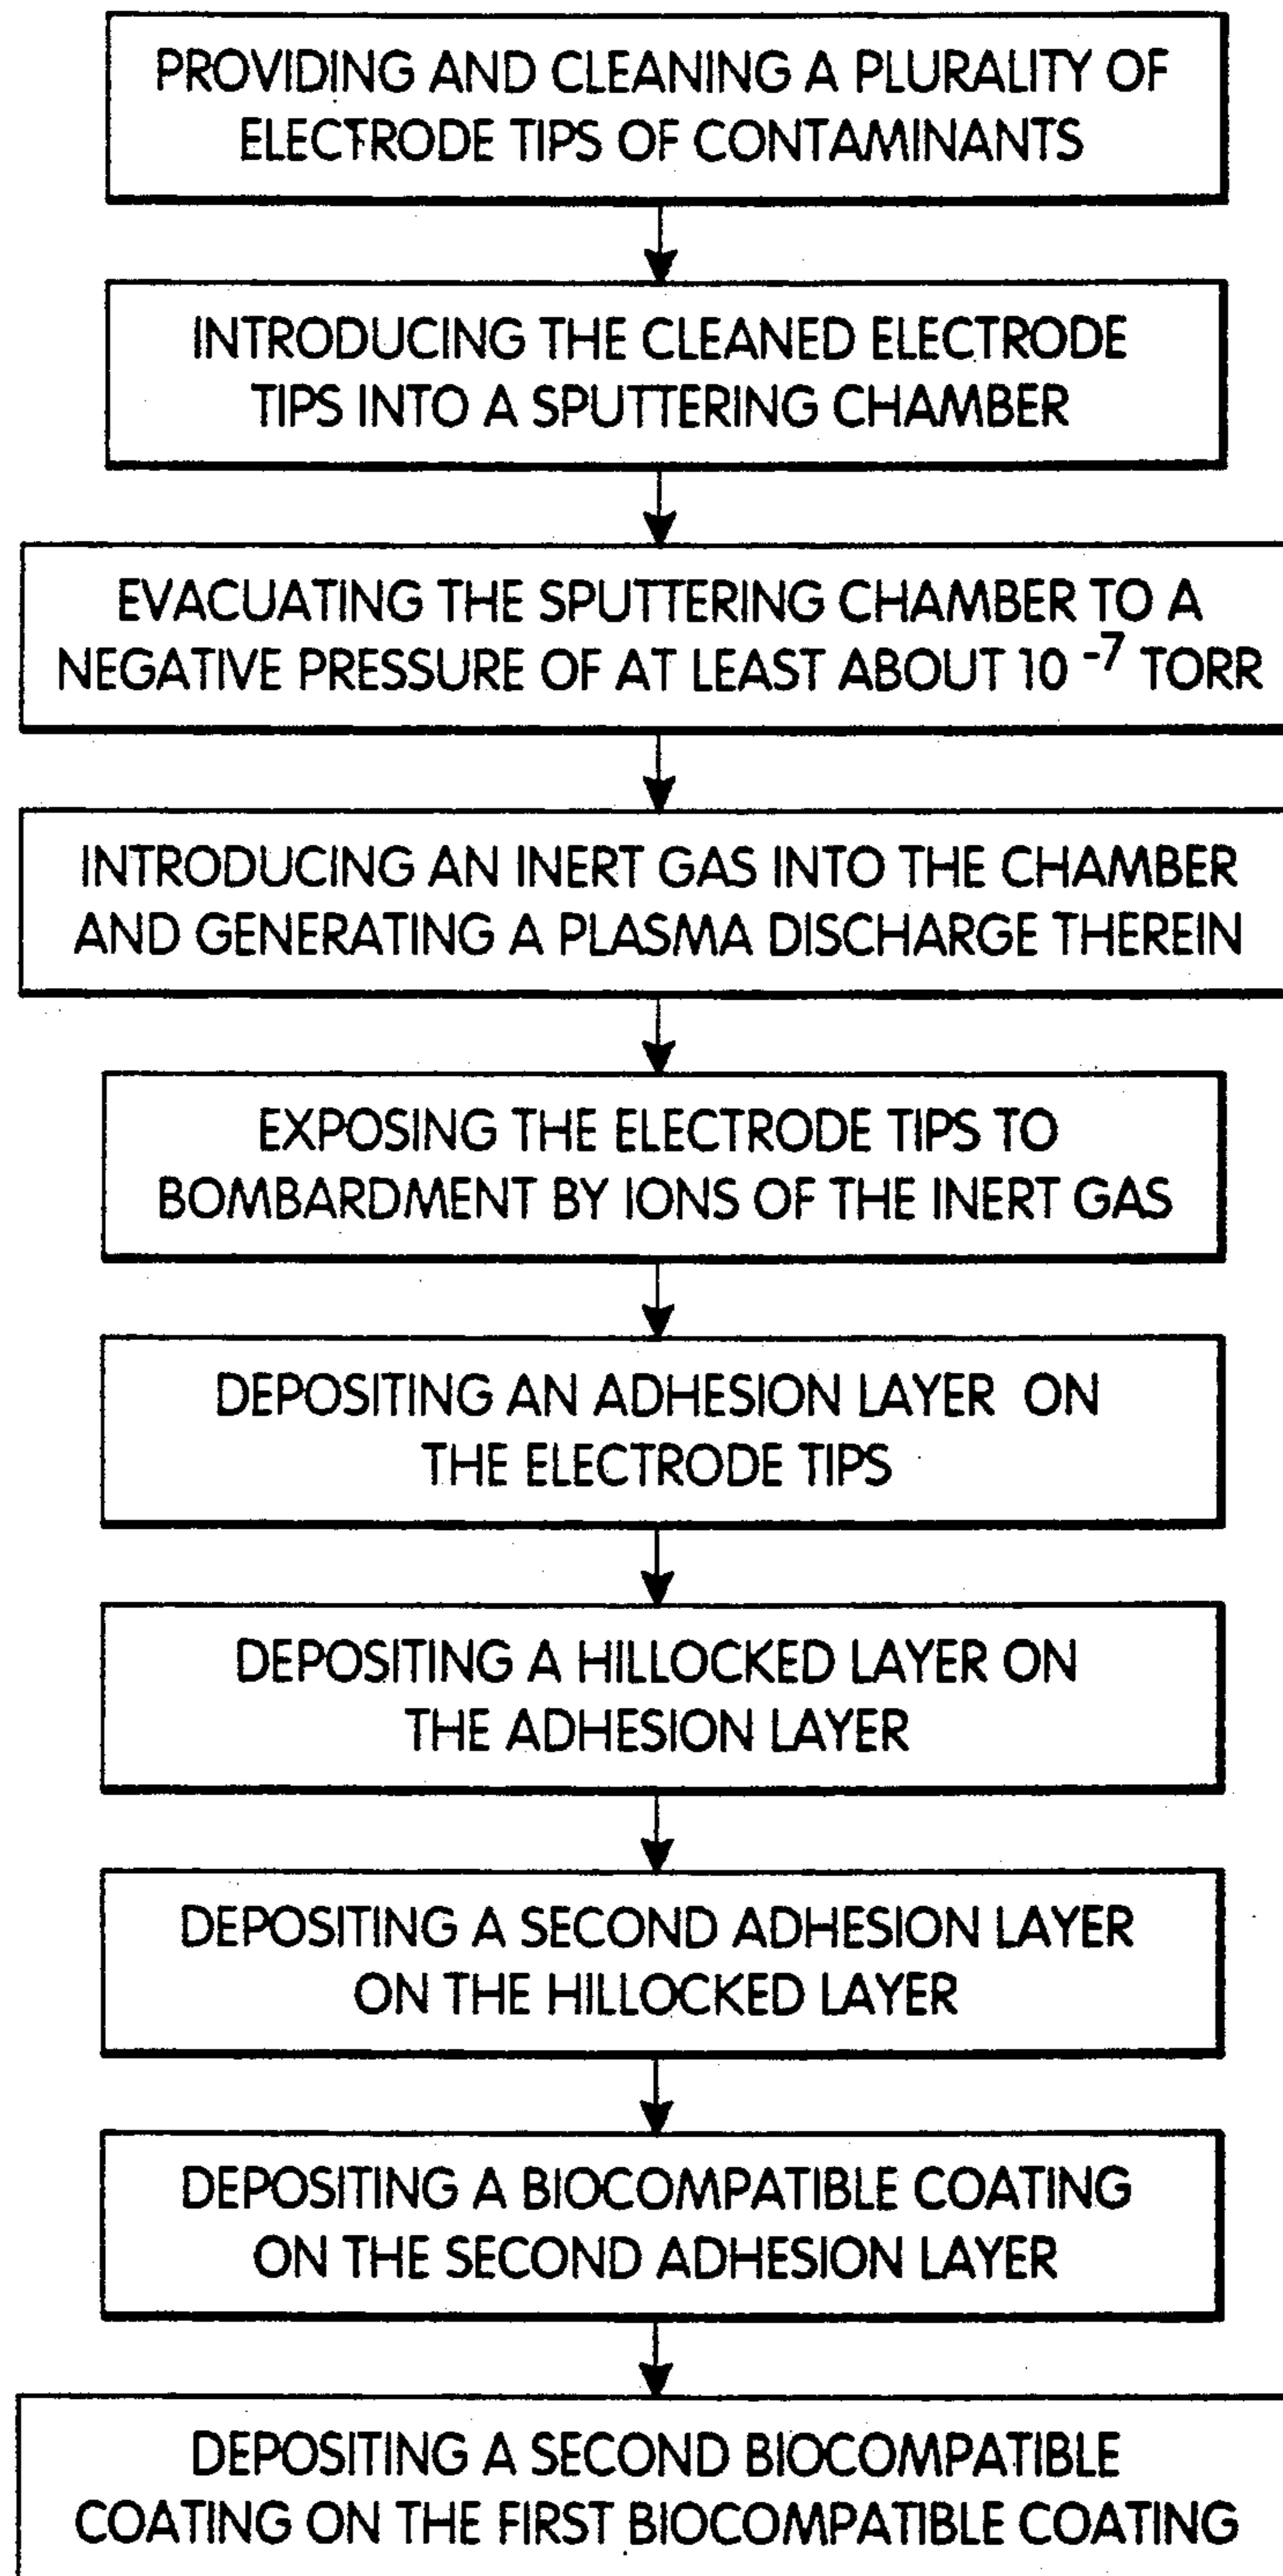 PROVIDING AND CLEANING A PLURALITY OF
ELECTRODE TIPS OF CONTAMINANTS
INTRODUCING THE CLEANED ELECTRODE
TIPS INTO A SPUTTERING CHAMBER
EVACUATING THE SPUTTERING CHAMBER TO A
NEGATIVE PRESSURE OF AT LEAST ABOUT 10 -7 TORR
INTRODUCING AN INERT GAS INTO THE CHAMBER
AND GENERATING A PLASMA DISCHARGE THEREIN
EXPOSING THE ELECTRODE TIPS TO
BOMBARDMENT BY IONS OF THE INERT GAS
DEPOSITING AN ADHESION LAYER ON
THE ELECTRODE TIPS
DEPOSITING A HILLOCKED LAYER ON
THE ADHESION LAYER
DEPOSITING A SECOND ADHESION LAYER
ON THE HILLOCKED LAYER
DEPOSITING A BIOCOMPATIBLE COATING
ON THE SECOND ADHESION LAYER
DEPOSITING A SECOND BIOCOMPATIBLE
COATING ON THE FIRST BIOCOMPATIBLE COATING